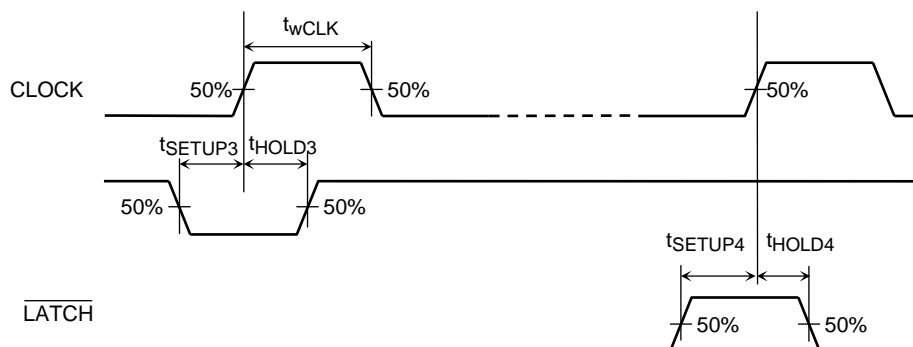 twCLK
CLOCK
50%
50%
50%
tSETUP3
tHOLD3
50%
50%
tSETUP4
tHOLD4
LATCH
50%
50%